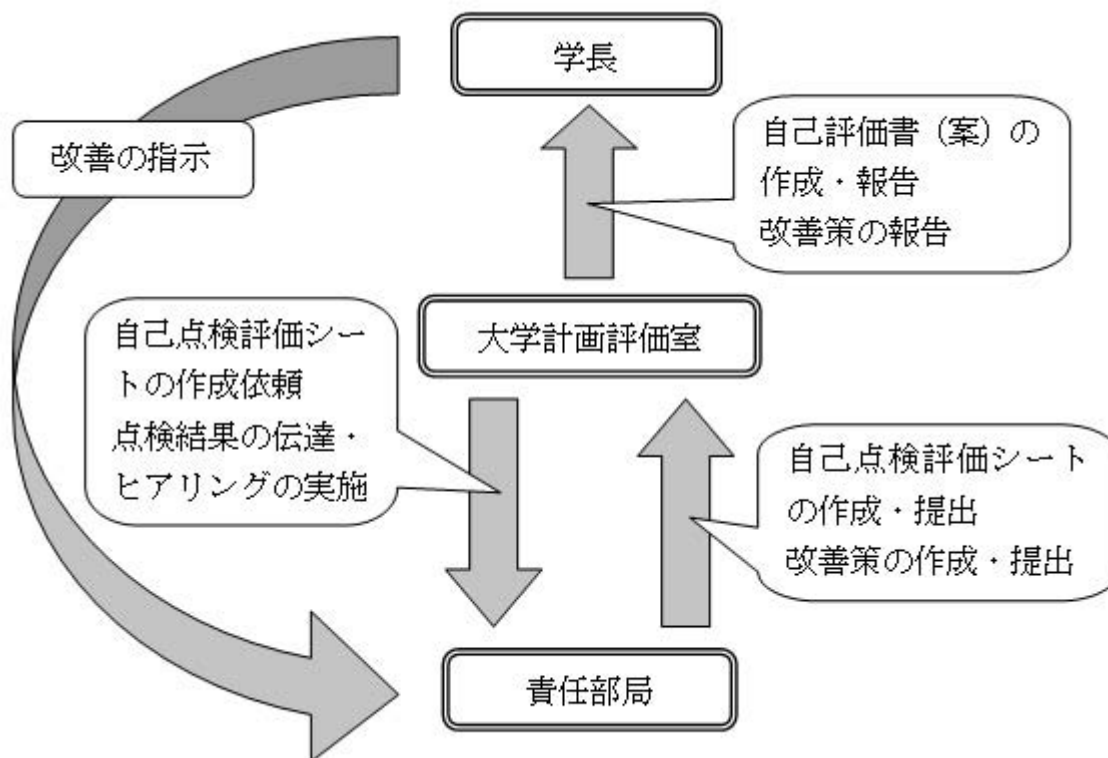 学長
自己評価書（案）の
作成・報告
改善策の報告
改善の指示
大学計画評価室
自己点検評価シー
トの作成依頼
点検結果の伝達・
ヒアリングの実施
自己点検評価シート
の作成・提出
改善策の作成・提出
責任部局